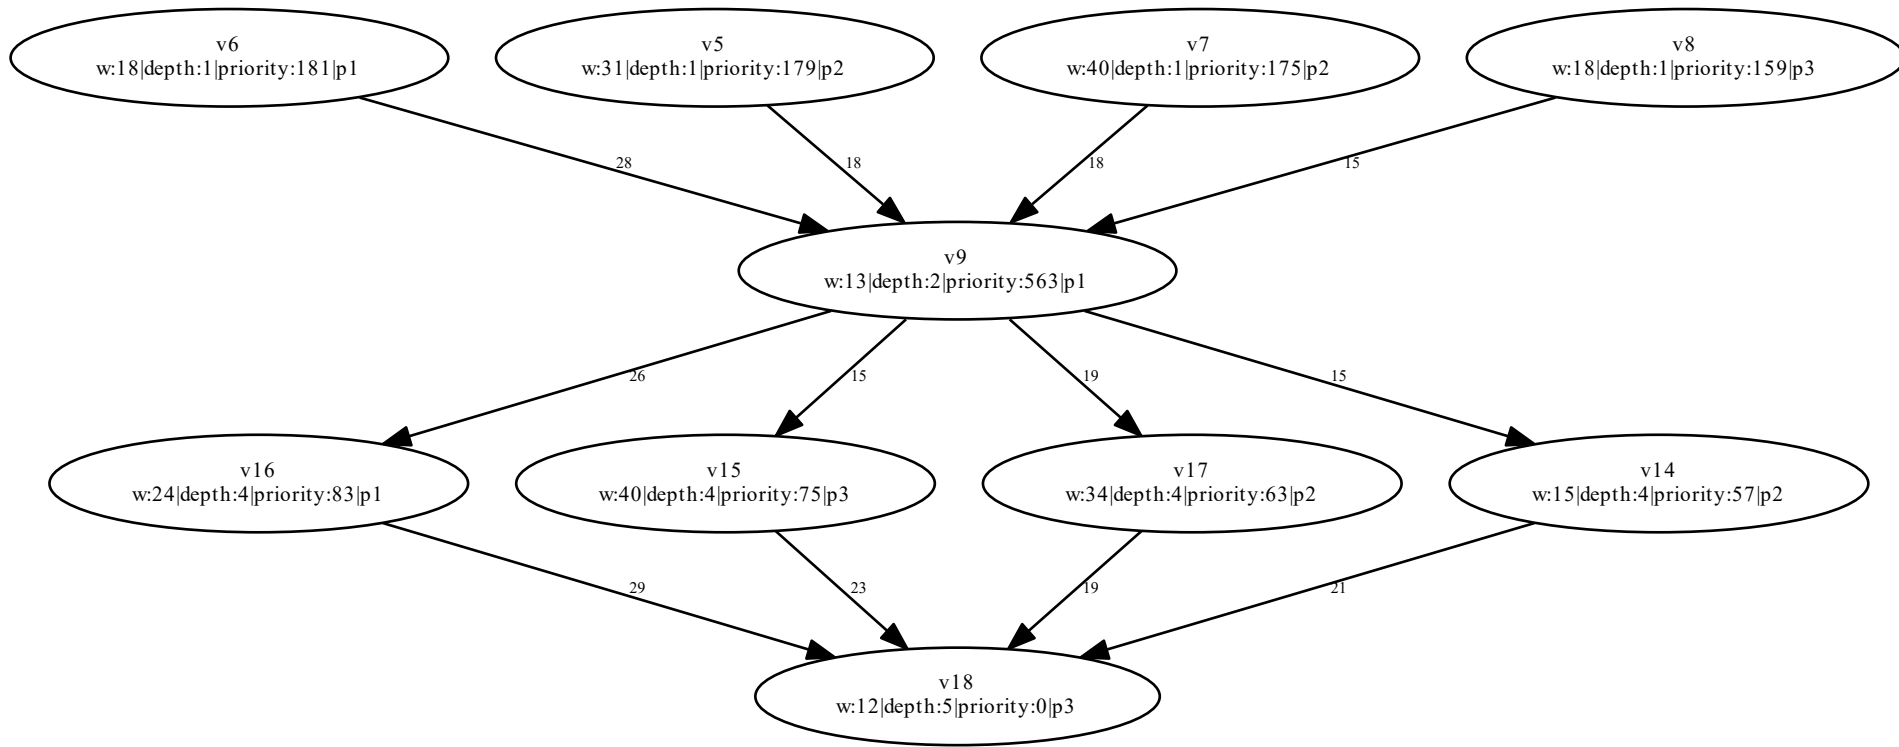 v6
w:18|depth:1|priority:181|p1
v5
w:31|depth:1|priority:179|p2
v7
w:40|depth:1|priority:175|p2
v8
w:18|depth:1|priority:159|p3
28
18
18
15
v9
w:13|depth:2|priority:563|p1
26
15
19
15
v16
w:24|depth:4|priority:83|p1
v15
w:40|depth:4|priority:75|p3
v17
w:34|depth:4|priority:63|p2
v14
w:15|depth:4|priority:57|p2
29
23
19
21
v18
w:12|depth:5|priority:0|p3